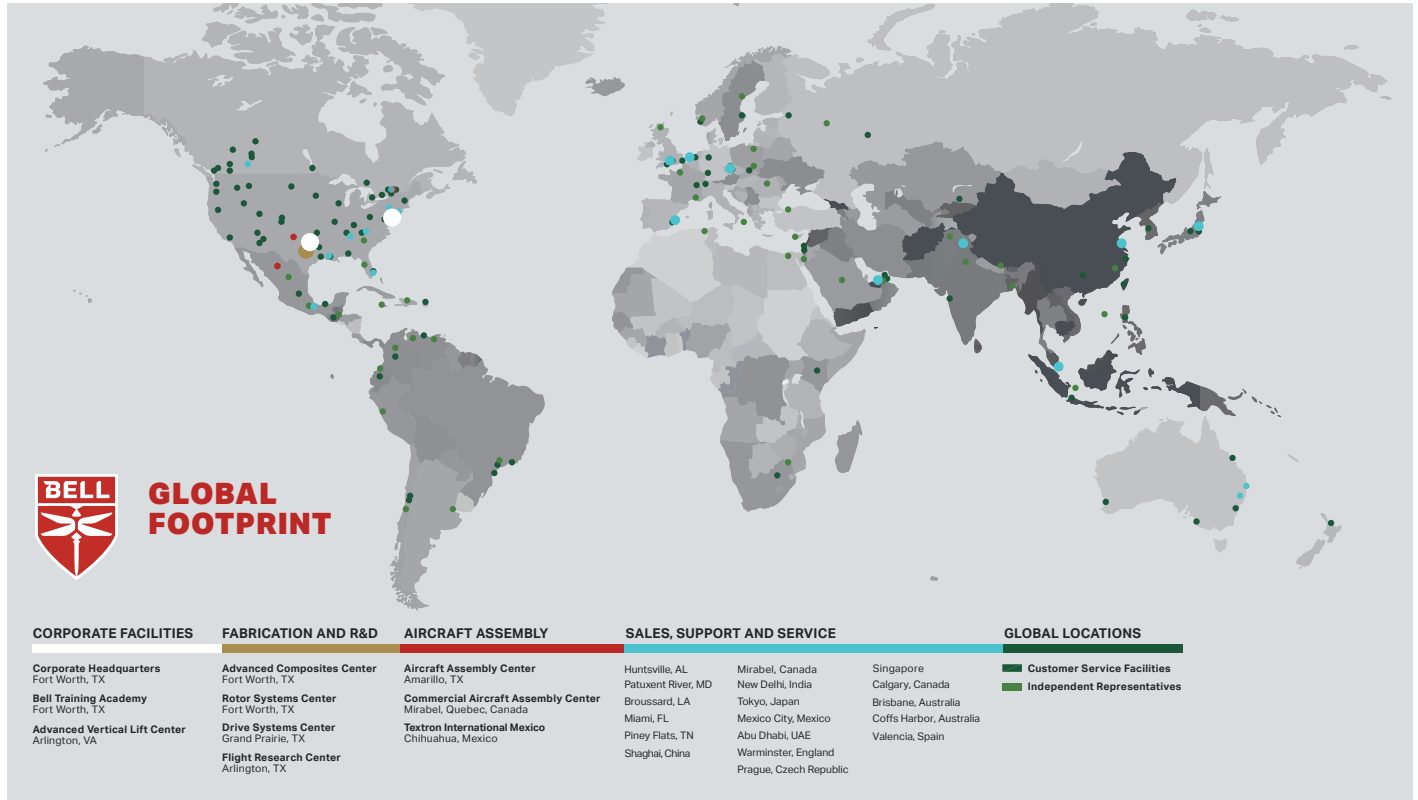 BELL
GLOBAL
FOOTPRINT
CORPORATE FACILITIES
Corporate Headquarters
Fort Worth, TX
Bell Training Academy
Fort Worth, TX
Advanced Vertical Lift Center
Arlington, VA
FABRICATION AND R&D
Advanced Composites Center
Fort Worth, TX
Rotor Systems Center
Fort Worth, TX
Drive Systems Center
Grand Prairie, TX
Flight Research Center
Arlington, TX
AIRCRAFT ASSEMBLY
Aircraft Assembly Center
Amarillo, TX
Commercial Aircraft Assembly Center
Mirabel, Quebec, Canada
Textron International Mexico
Chihuahua, Mexico
SALES, SUPPORT AND SERVICE
Huntsville, AL
Patuxent River, MD
Broussard, LA
Miami, FL
Piney Flats, TN
Shaghai, China
Mirabel, Canada
New Delhi, India
Tokyo, Japan
Mexico City, Mexico
Abu Dhabi, UAE
Warminster, England
Prague, Czech Republic
Singapore
Calgary, Canada
Brisbane, Australia
Coffs Harbor, Australia
Valencia, Spain
GLOBAL LOCATIONS
Customer Service Facilities
Independent Representatives